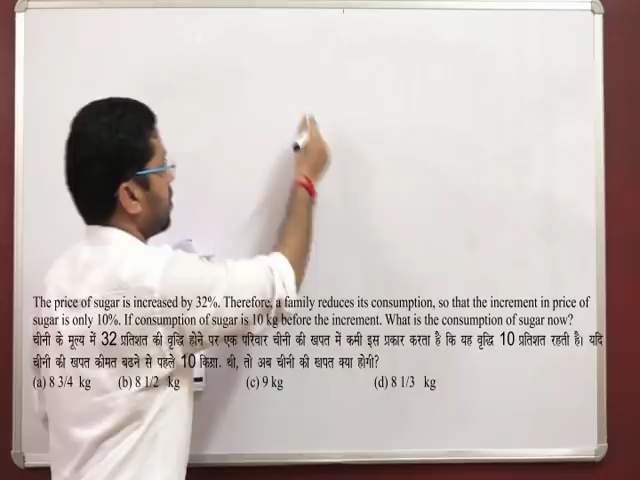 The price of sugar is increased by 32%. Therefore, a family reduces its consumption, so that the increment in price of
sugar is only 10%. If consumption of sugar is 10 kg before the increment. What is the consumption of sugar now?
चीनी के मूल्य में 32 प्रतिशत की वृद्धि होने पर एक परिवार चीनी की खपत में कमी इस प्रकार करता है कि यह वृद्धि 10 प्रतिशत रहती है। यदि
चीनी की खपत कीमत बढने से पहले 10 किग्रा. थी, तो अब चीनी की खपत क्या होगी?
(a) 8 3/4 kg (b) 8 1/2 kg (c) 9 kg (d) 8 1/3 kg